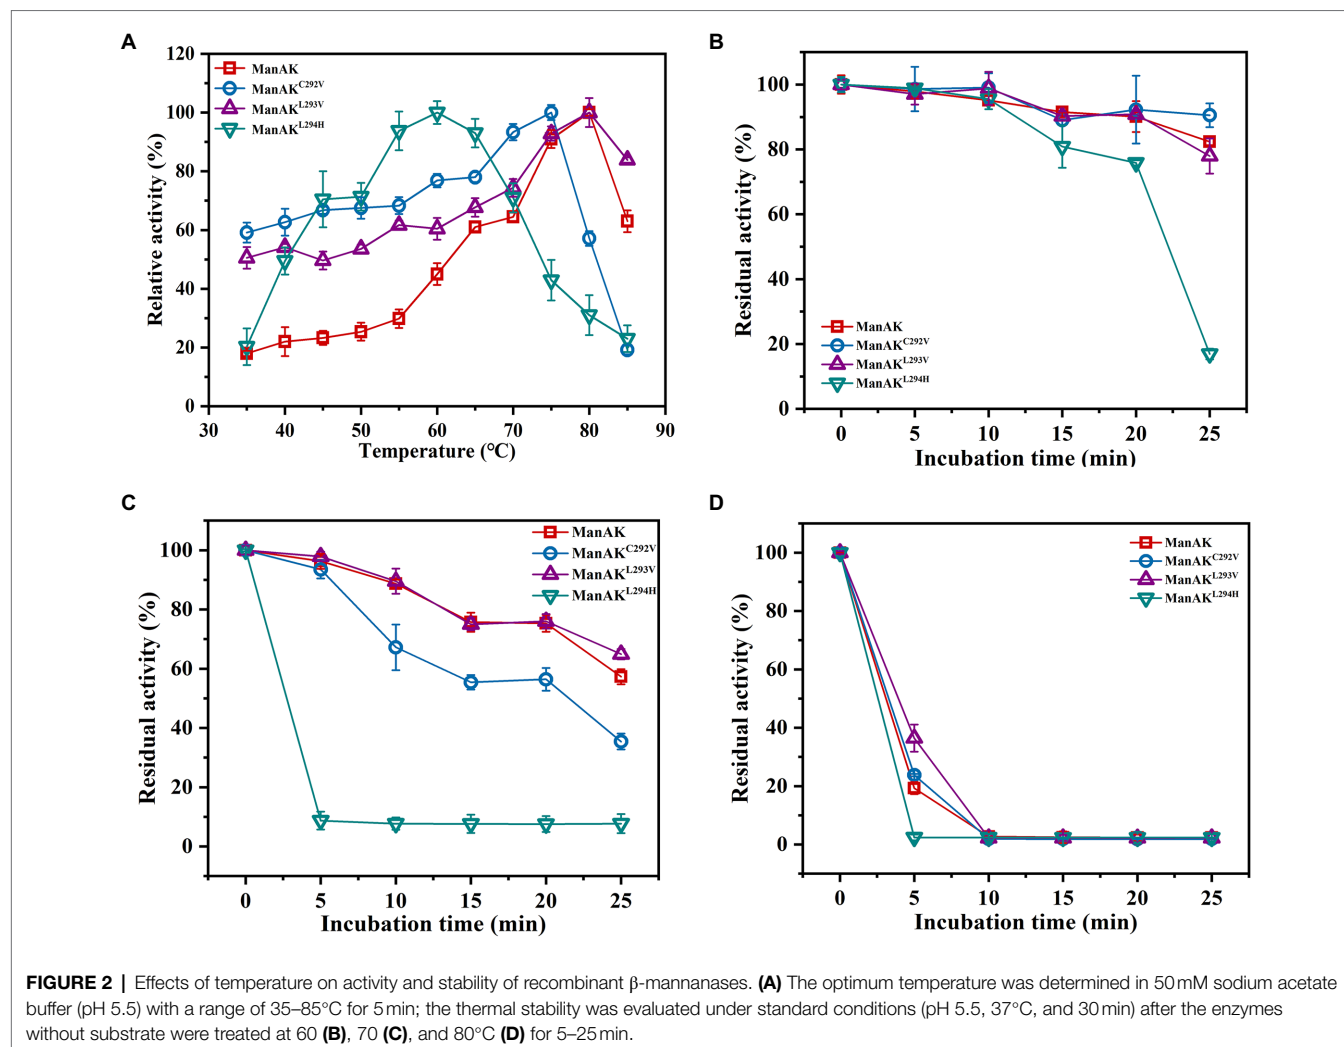 A
120
100
80
60
40
20
0
Relative activity (%)
ManAK
ManAK^C292V
ManAK^L293V
ManAK^L294H
30 40 50 60 70 80 90
Temperature (℃)
B
100
80
60
40
20
0
Residual activity (%)
ManAK
ManAK^C292V
ManAK^L293V
ManAK^L294H
0 5 10 15 20 25
Incubation time (min)
C
100
80
60
40
20
0
Residual activity (%)
ManAK
ManAK^C292V
ManAK^L293V
ManAK^L294H
0 5 10 15 20 25
Incubation time (min)
D
100
80
60
40
20
0
Residual activity (%)
ManAK
ManAK^C292V
ManAK^L293V
ManAK^L294H
0 5 10 15 20 25
Incubation time (min)
FIGURE 2 | Effects of temperature on activity and stability of recombinant β-mannanases. (A) The optimum temperature was determined in 50 mM sodium acetate
buffer (pH 5.5) with a range of 35–85°C for 5 min; the thermal stability was evaluated under standard conditions (pH 5.5, 37°C, and 30 min) after the enzymes
without substrate were treated at 60 (B), 70 (C), and 80°C (D) for 5–25 min.